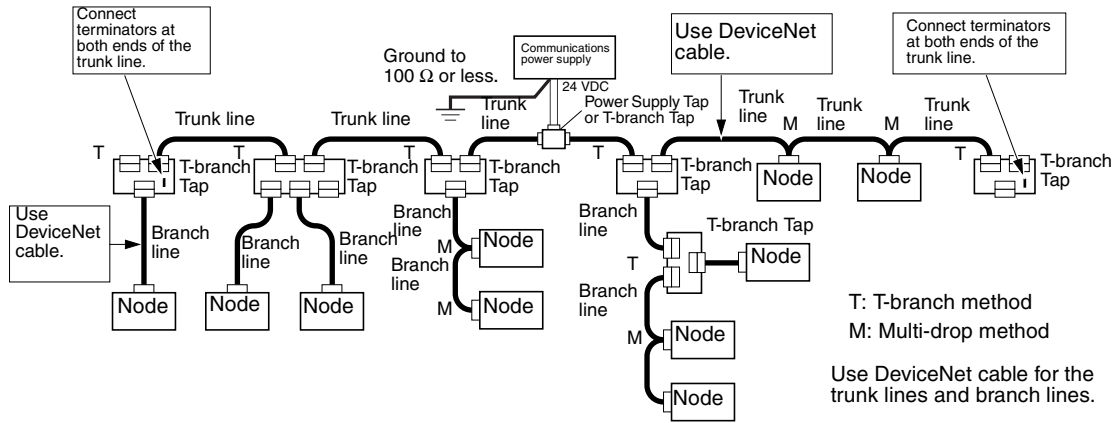 Connect
terminators at
both ends of the
trunk line.
Ground to
100 Ω or less.
Communications
power supply
24 VDC
Use DeviceNet
cable.
Connect terminators
at both ends of the
trunk line.
Power Supply Tap
or T-branch Tap
Trunk line
Trunk line
Trunk
line
Trunk
line
M
Trunk
line
M
Trunk
line
T
T-branch
Tap
T
T-branch
Tap
T
T-branch
Tap
T
T-branch
Tap
Node
Node
T
T-branch
Tap
Use
DeviceNet
cable.
Branch
line
Branch
line
Branch
line
Branch
line
M
Node
Branch
line
M
Node
Branch
line
T-branch Tap
T
Node
Branch
line
M
Node
Node
Node
Node
Node
T: T-branch method
M: Multi-drop method
Use DeviceNet cable for the
trunk lines and branch lines.